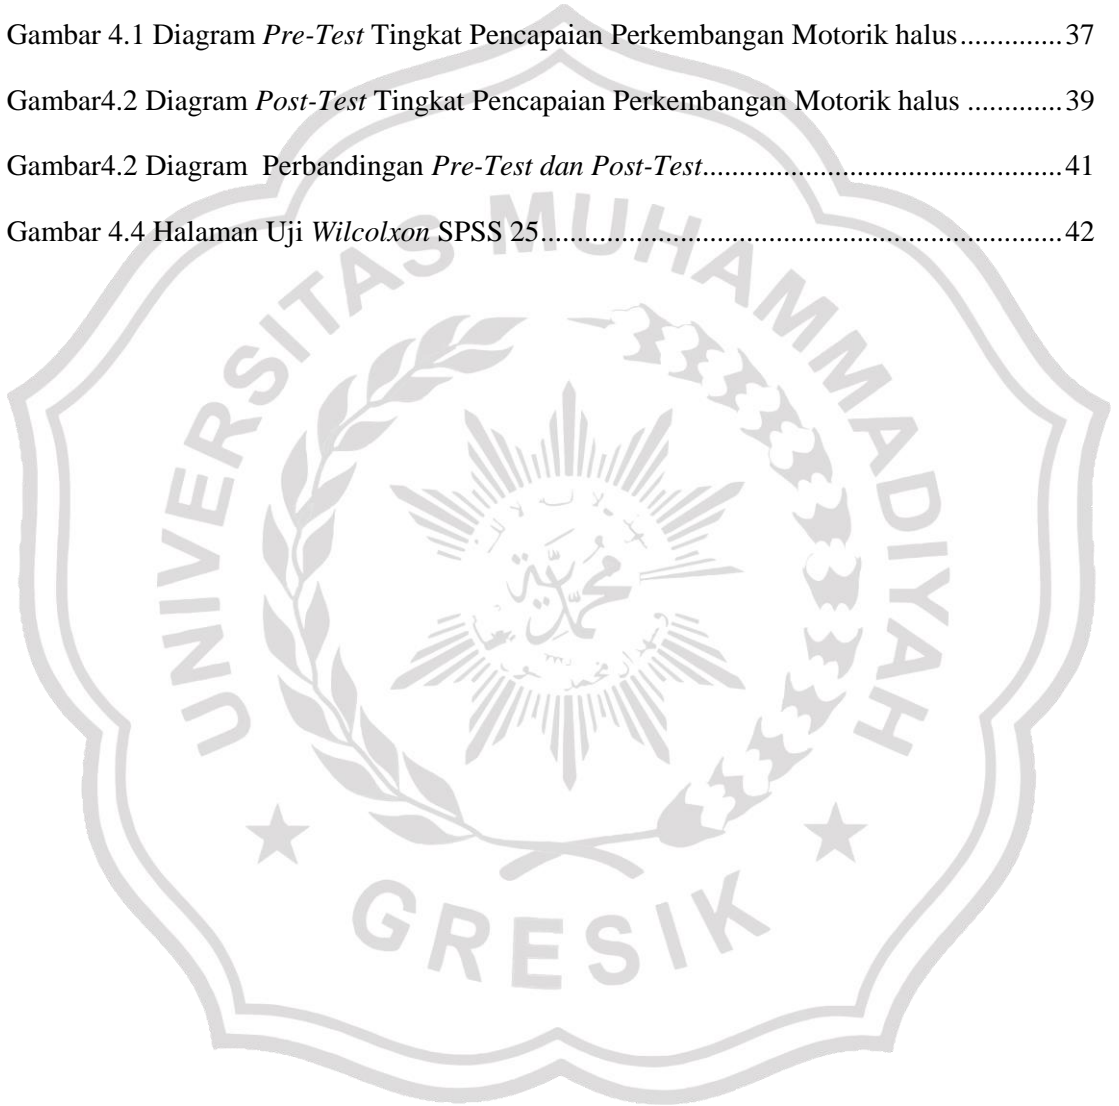 Gambar 4.1 Diagram Pre-Test Tingkat Pencapaian Perkembangan Motorik halus..............37
Gambar4.2 Diagram Post-Test Tingkat Pencapaian Perkembangan Motorik halus .............39
Gambar4.2 Diagram  Perbandingan Pre-Test dan Post-Test.................................................41
Gambar 4.4 Halaman Uji Wilcolxon SPSS 25.......................................................................42
UNIVERSITAS MUHAMMADIYAH
محمدية
GRESIK